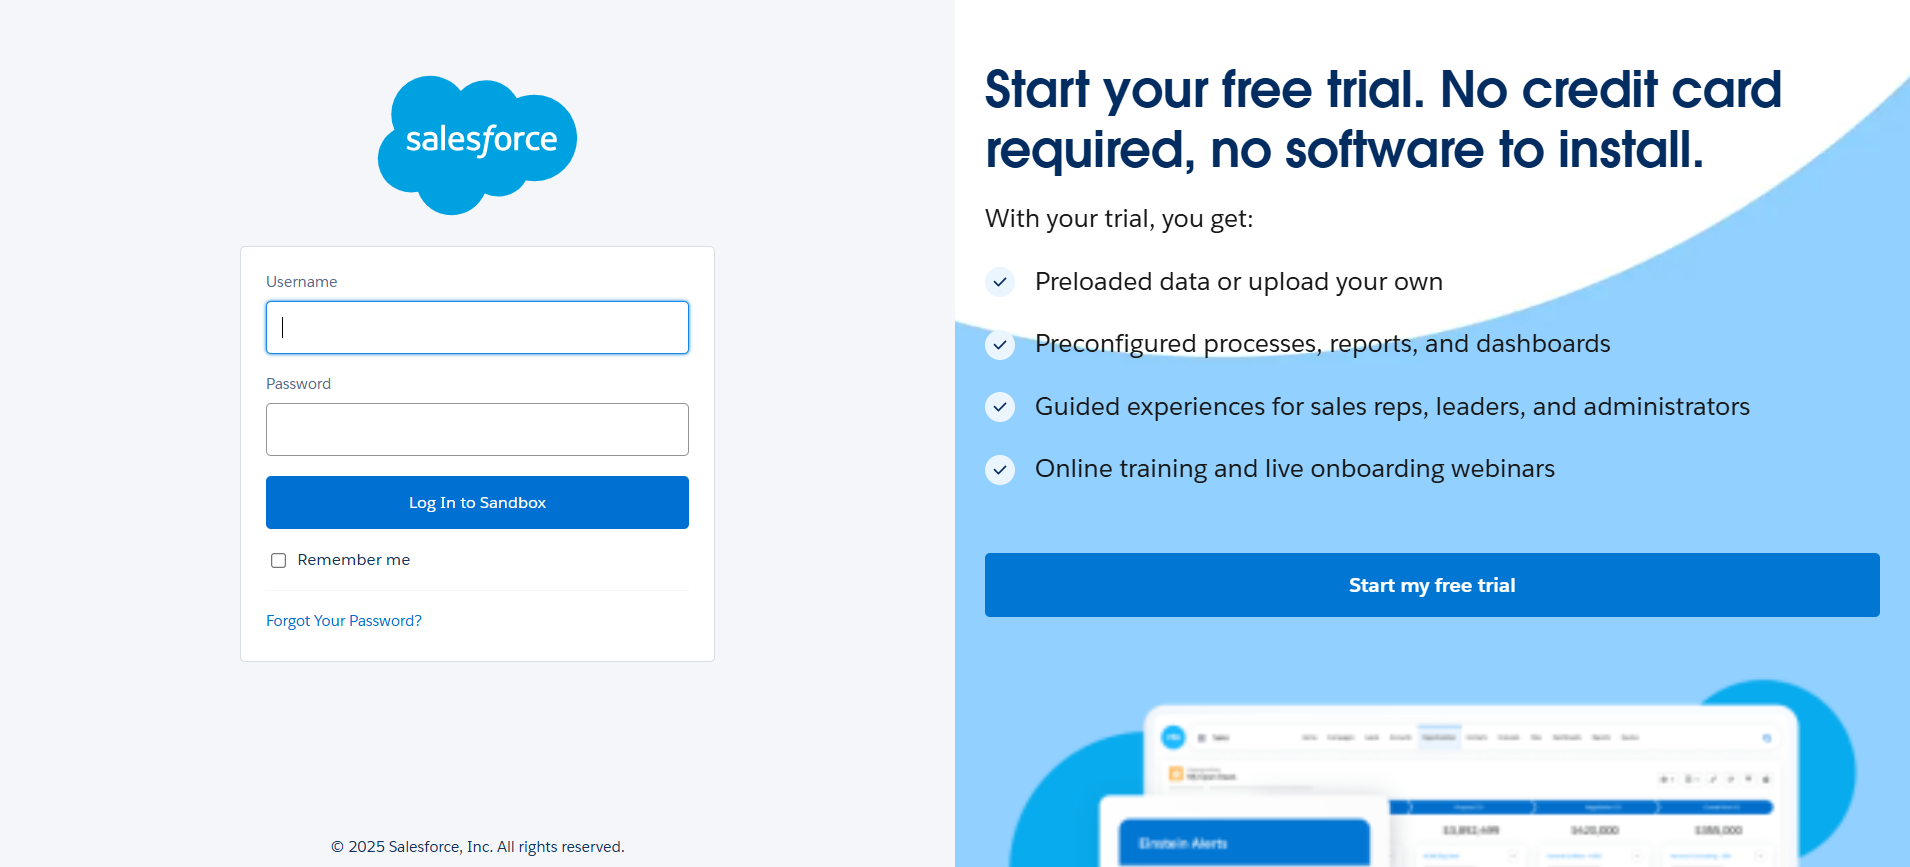 salesforce
Username
Password
Log In to Sandbox
Remember me
Forgot Your Password?
© 2025 Salesforce, Inc. All rights reserved.
Start your free trial. No credit card
required, no software to install.
With your trial, you get:
Preloaded data or upload your own
Preconfigured processes, reports, and dashboards
Guided experiences for sales reps, leaders, and administrators
Online training and live onboarding webinars
Start my free trial
Einstein Alerts